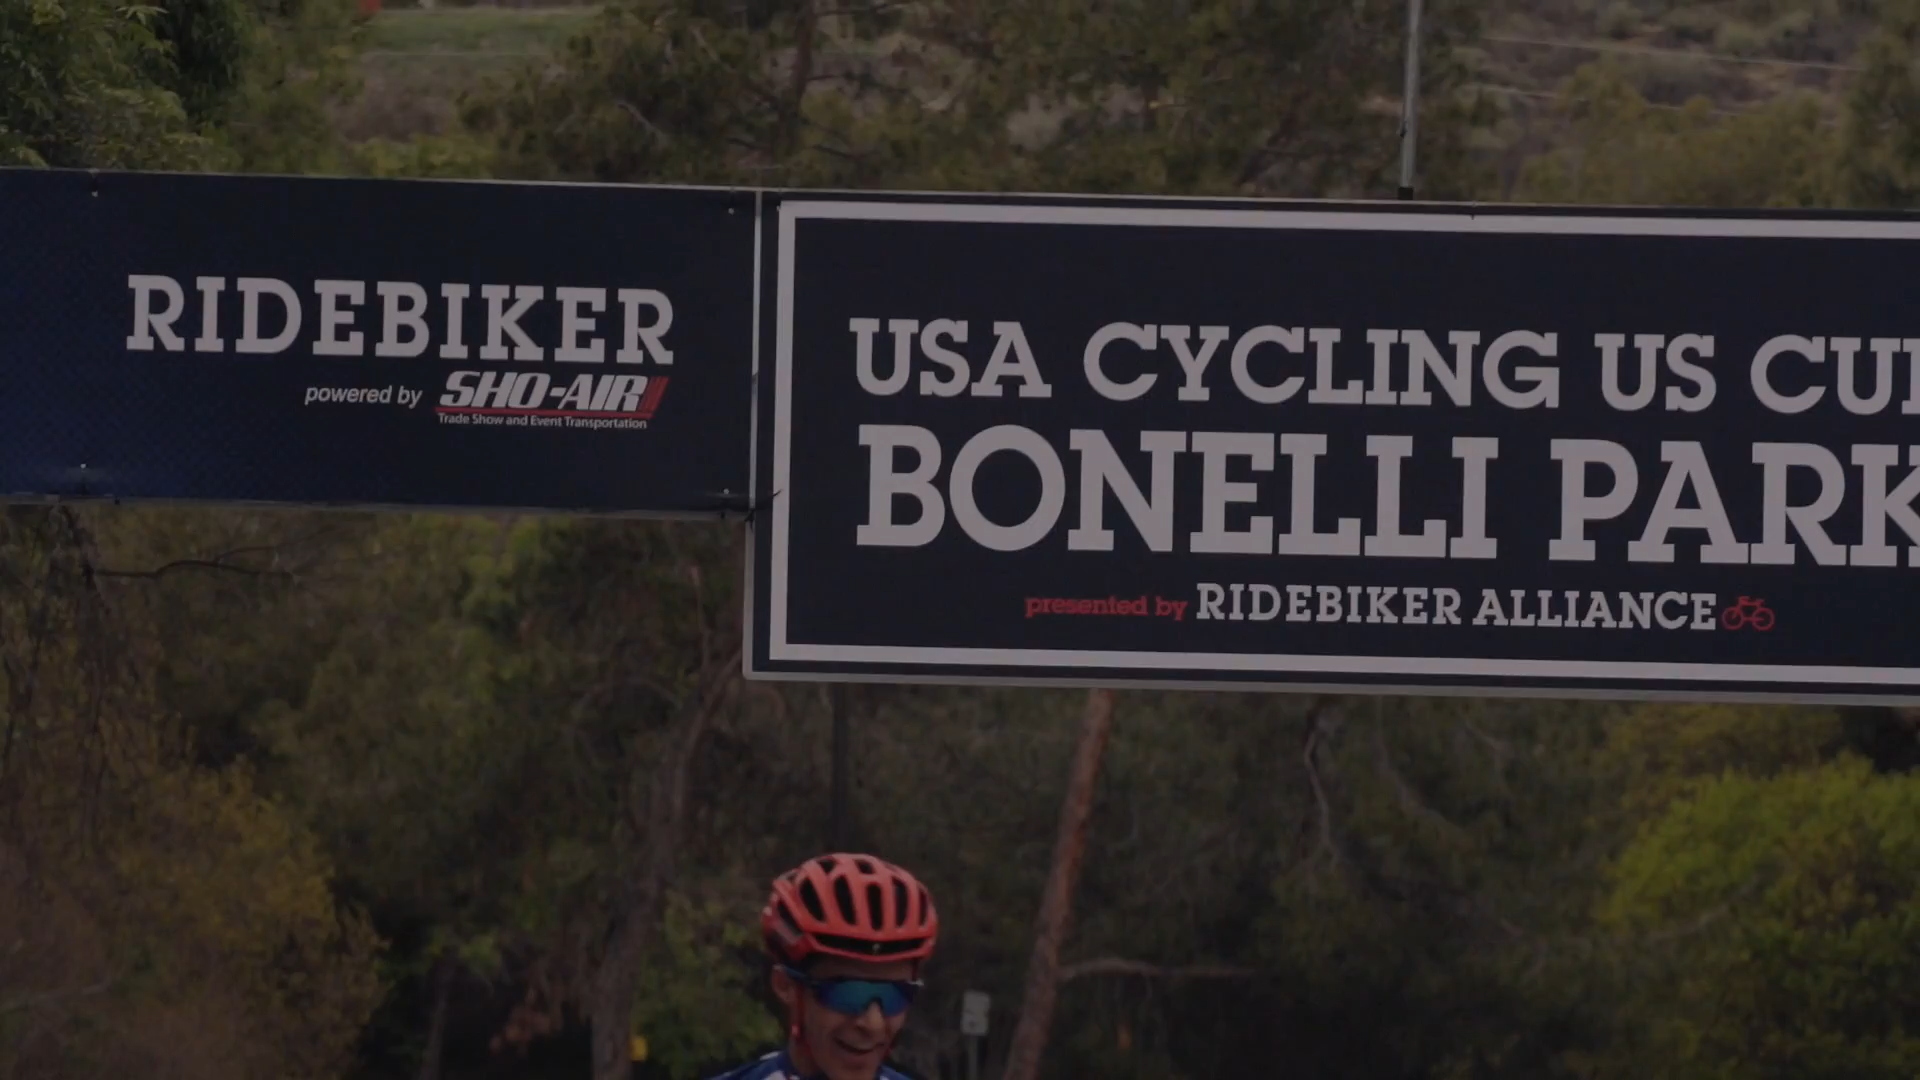 RIDEBIKER
powered by SHO-AIR
Trade Show and Event Transportation
USA CYCLING US
BONELLI PARK
presented by RIDEBIKER ALLIANCE